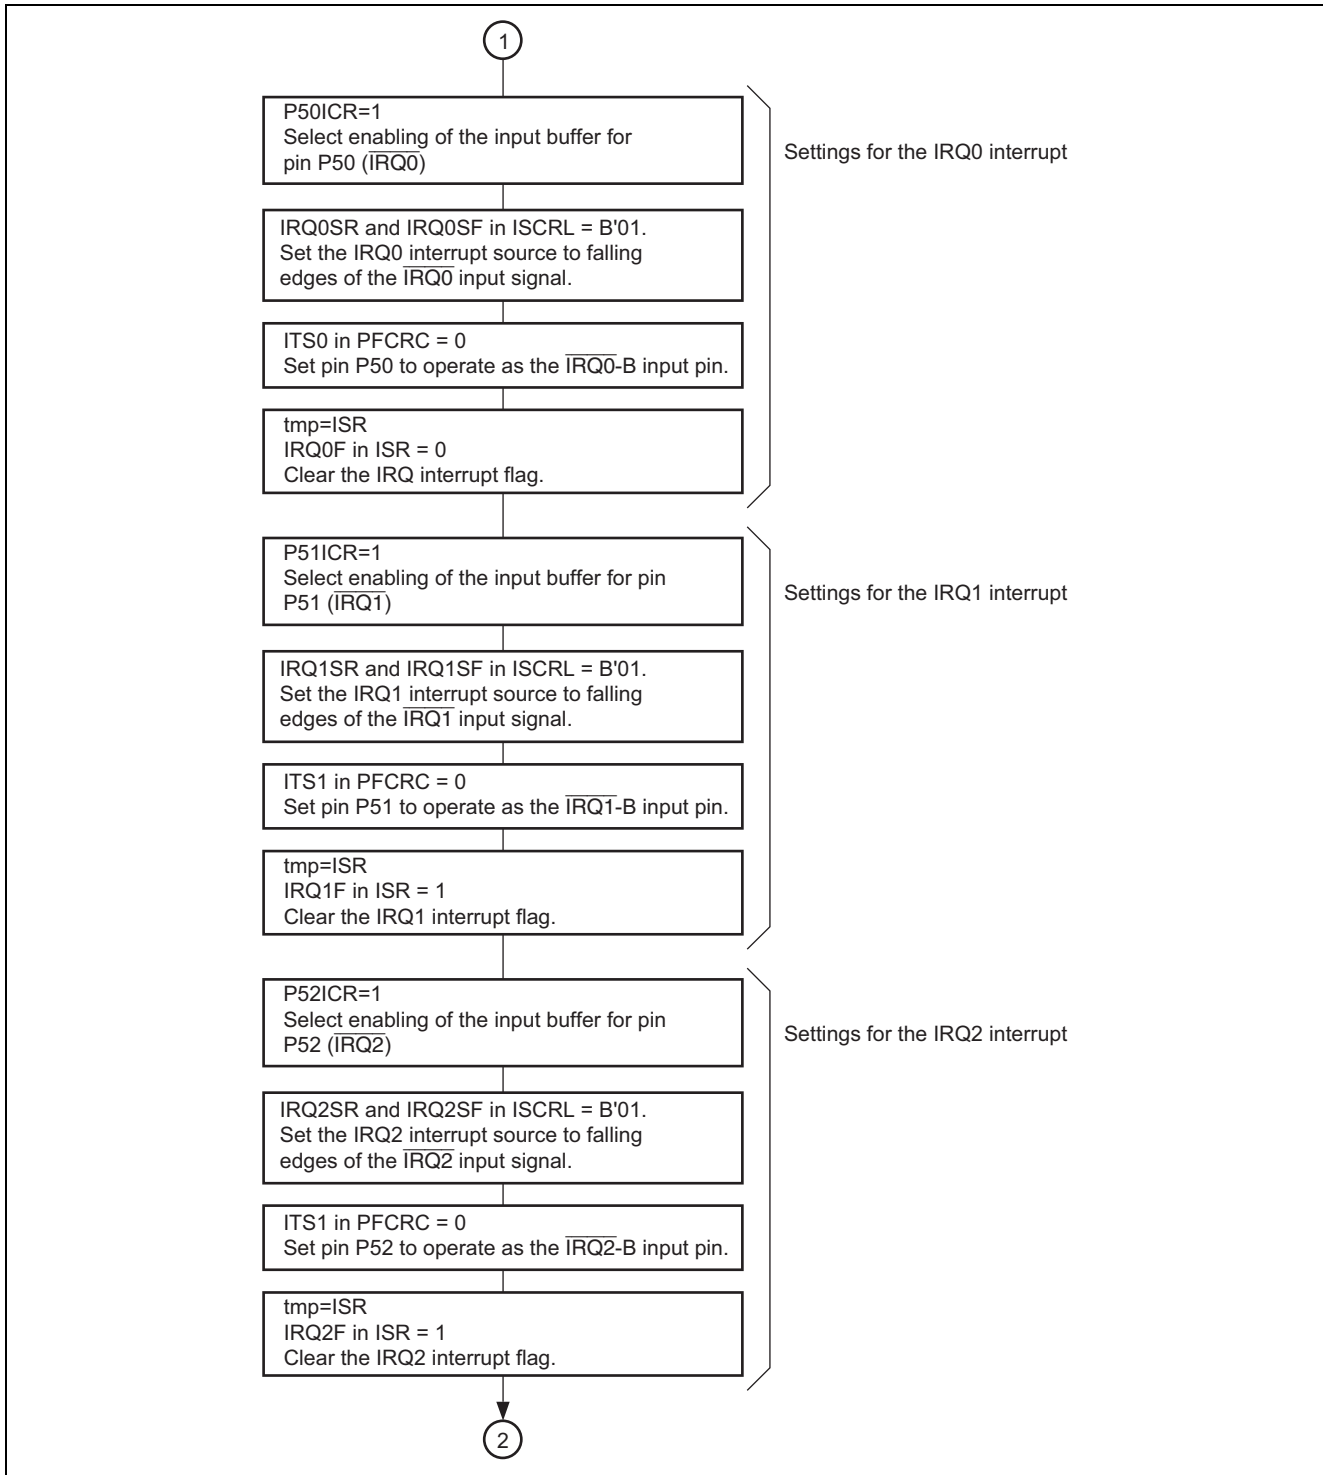 1
P50ICR=1
Select enabling of the input buffer for
pin P50 (I̅R̅Q̅0̅)
Settings for the IRQ0 interrupt
IRQ0SR and IRQ0SF in ISCRL = B'01.
Set the IRQ0 interrupt source to falling
edges of the I̅R̅Q̅0̅ input signal.
ITS0 in PFCRC = 0
Set pin P50 to operate as the I̅R̅Q̅0̅-B input pin.
tmp=ISR
IRQ0F in ISR = 0
Clear the IRQ interrupt flag.
P51ICR=1
Select enabling of the input buffer for pin
P51 (I̅R̅Q̅1̅)
Settings for the IRQ1 interrupt
IRQ1SR and IRQ1SF in ISCRL = B'01.
Set the IRQ1 interrupt source to falling
edges of the I̅R̅Q̅1̅ input signal.
ITS1 in PFCRC = 0
Set pin P51 to operate as the I̅R̅Q̅1̅-B input pin.
tmp=ISR
IRQ1F in ISR = 1
Clear the IRQ1 interrupt flag.
P52ICR=1
Select enabling of the input buffer for pin
P52 (I̅R̅Q̅2̅)
Settings for the IRQ2 interrupt
IRQ2SR and IRQ2SF in ISCRL = B'01.
Set the IRQ2 interrupt source to falling
edges of the I̅R̅Q̅2̅ input signal.
ITS1 in PFCRC = 0
Set pin P52 to operate as the I̅R̅Q̅2̅-B input pin.
tmp=ISR
IRQ2F in ISR = 1
Clear the IRQ2 interrupt flag.
2